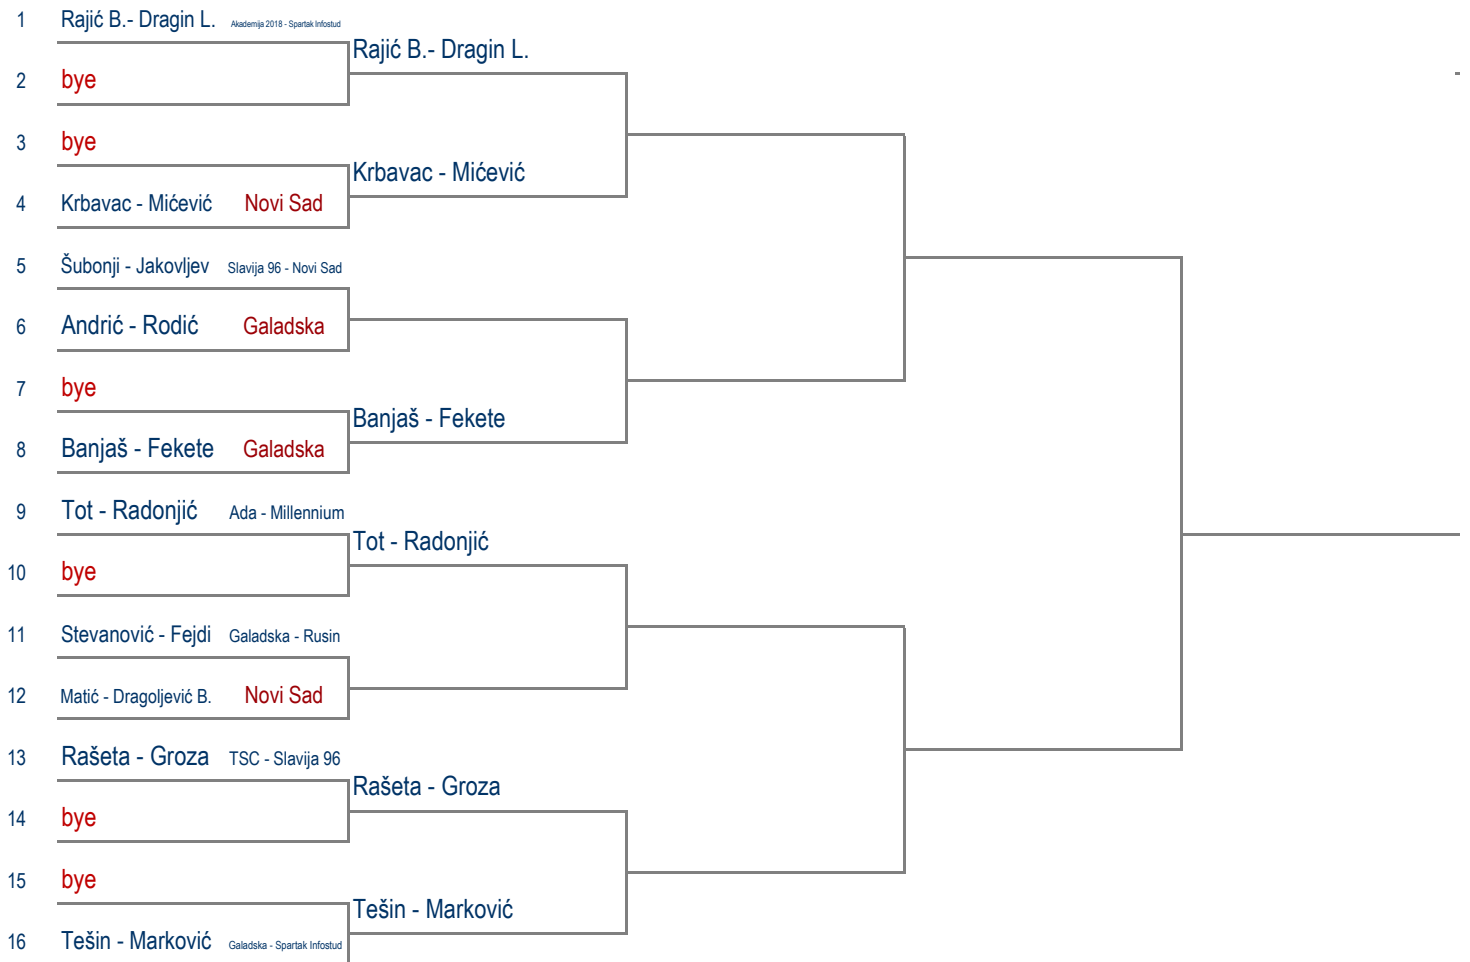 1 Rajić B.- Dragin L. Akademija 2018 - Spartak Infostud
Rajić B.- Dragin L.
2 bye
3 bye
Krbavac - Mićević
4 Krbavac - Mićević Novi Sad
5 Šubonji - Jakovljev Slavija 96 - Novi Sad
6 Andrić - Rodić Galadska
7 bye
Banjaš - Fekete
8 Banjaš - Fekete Galadska
9 Tot - Radonjić Ada - Millennium
Tot - Radonjić
10 bye
11 Stevanović - Fejdi Galadska - Rusin
12 Matić - Dragoljević B. Novi Sad
13 Rašeta - Groza TSC - Slavija 96
Rašeta - Groza
14 bye
15 bye
Tešin - Marković
16 Tešin - Marković Galadska - Spartak Infostud